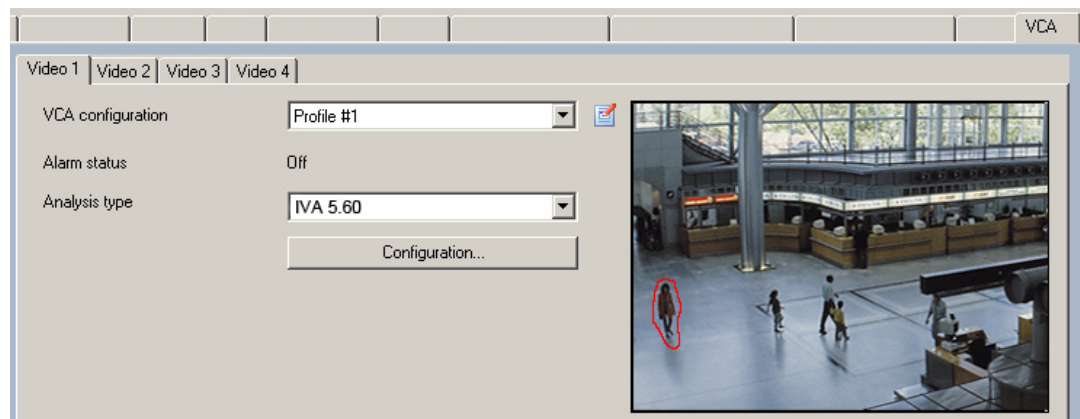 VCA
Video 1 Video 2 Video 3 Video 4
VCA configuration Profile #1
Alarm status Off
Analysis type IVA 5.60
Configuration...